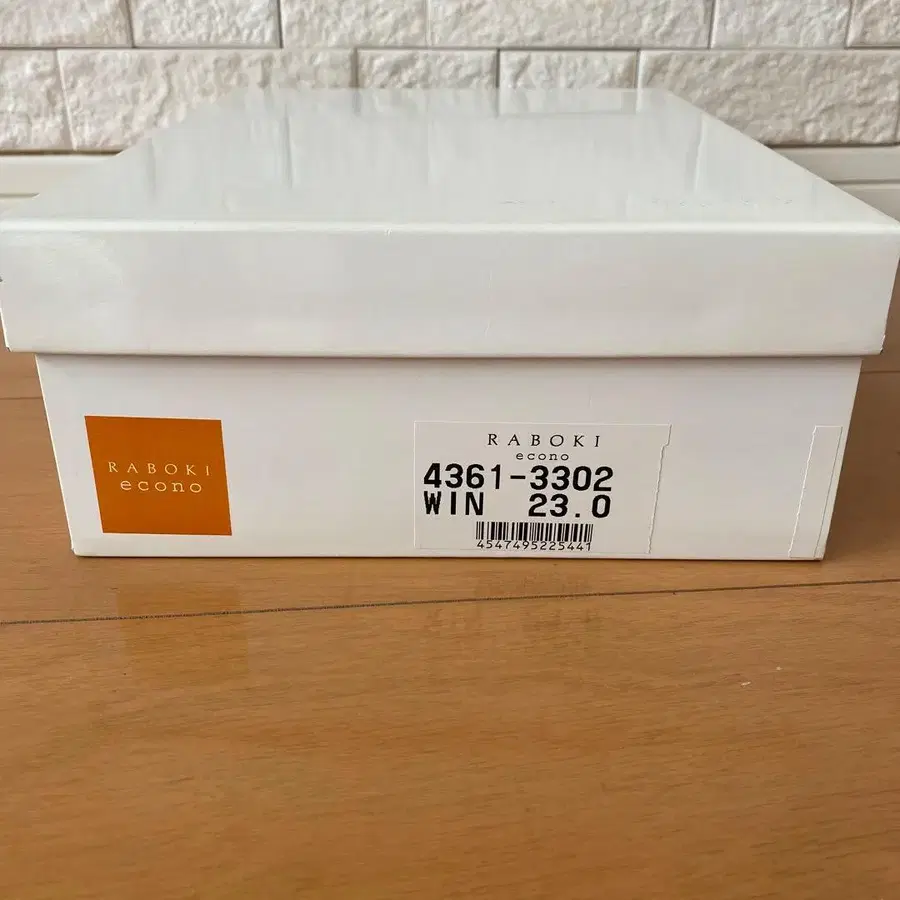 RABOKI
econo
RABOKI
econo
4361-3302
WIN 23.0
4547495225441